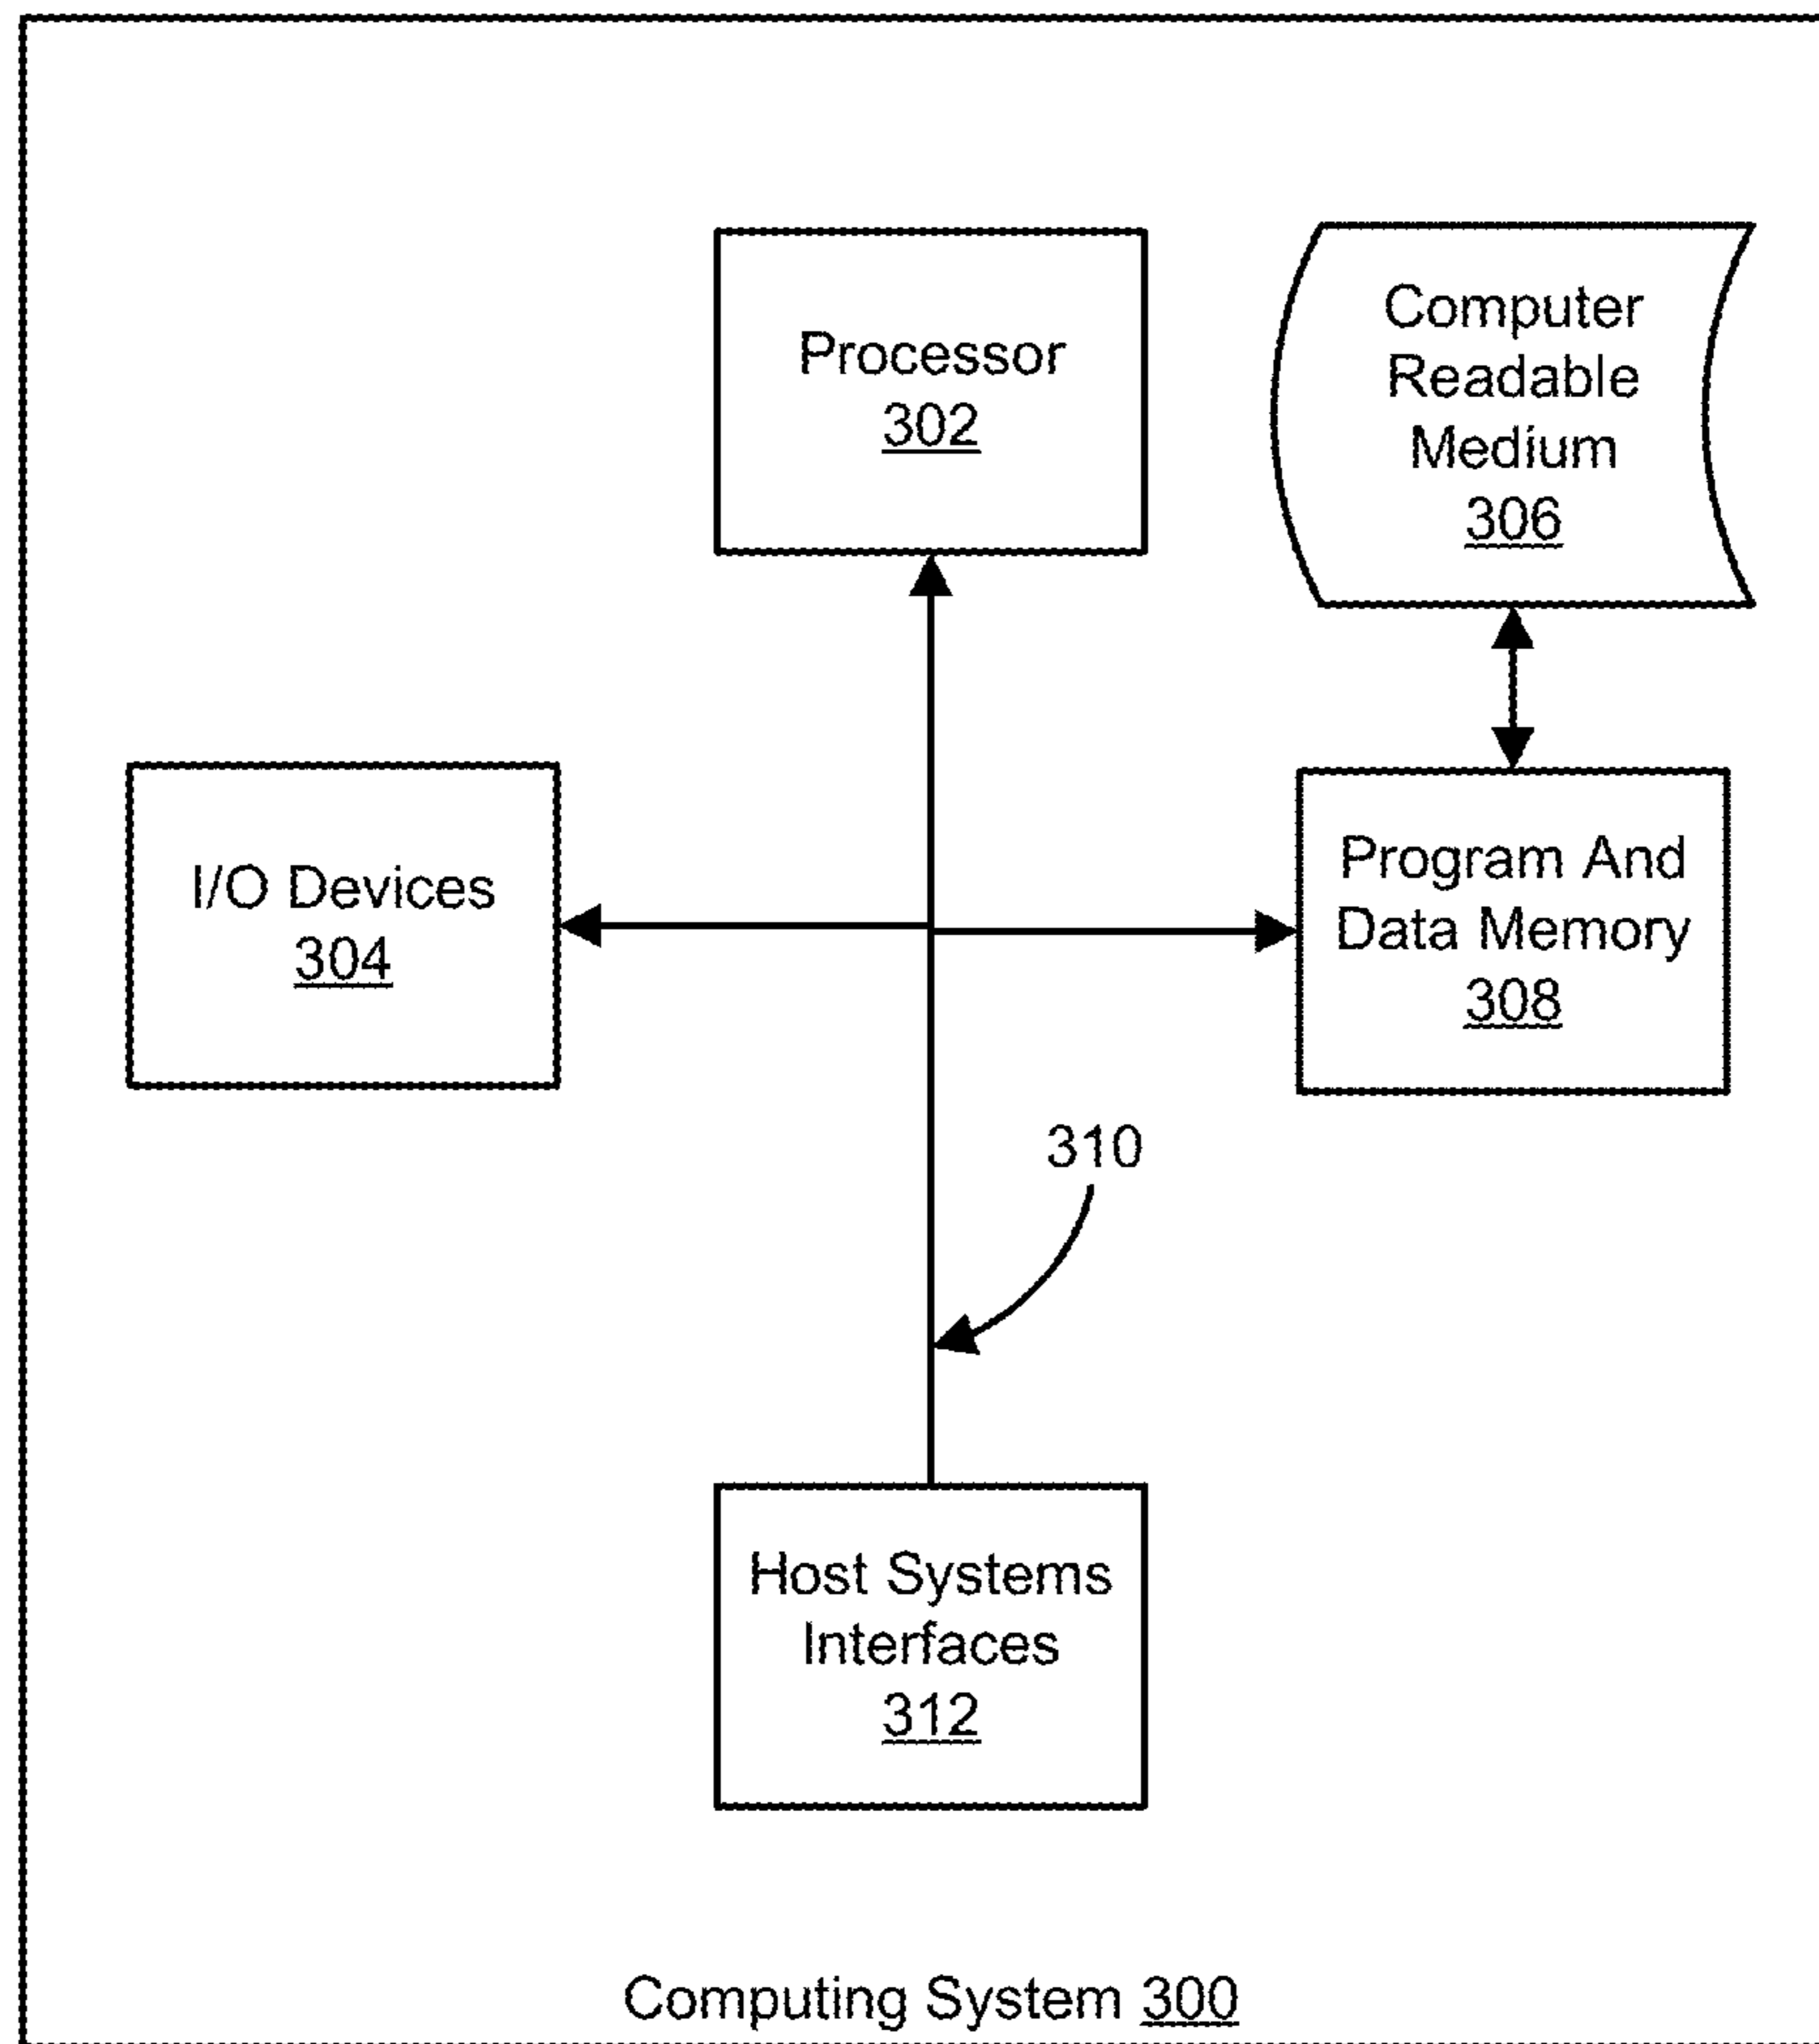 Processor
302
Computer
Readable
Medium
306
I/O Devices
304
Program And
Data Memory
308
310
Host Systems
Interfaces
312
Computing System 300